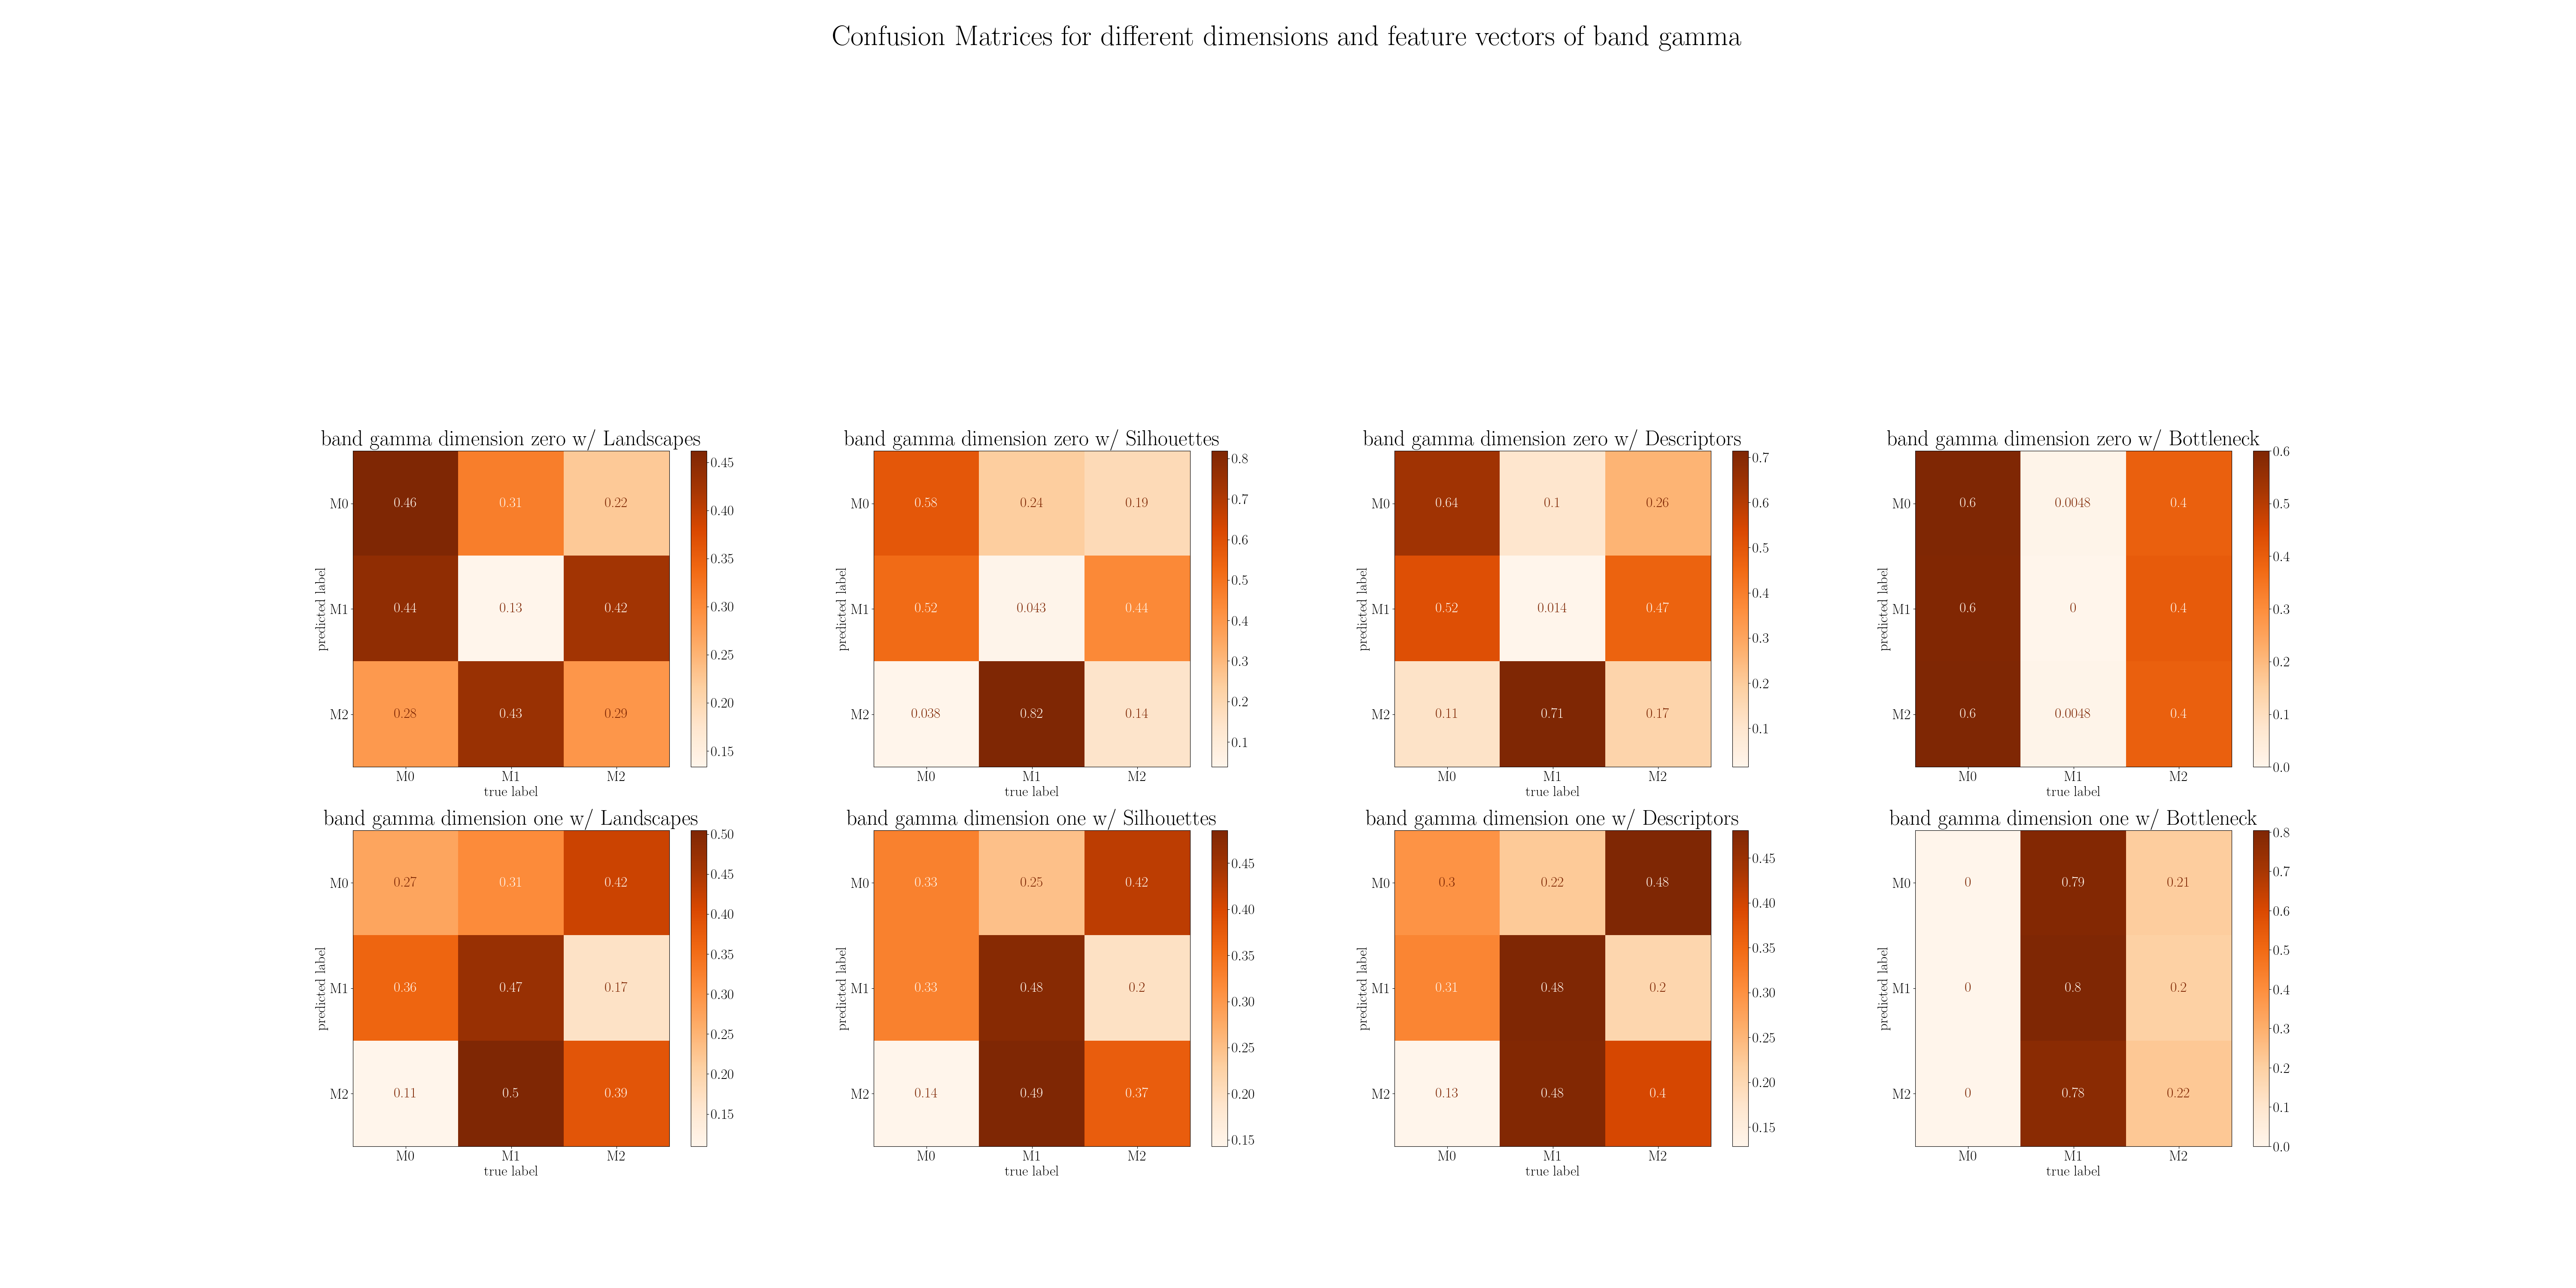 Confusion Matrices for different dimensions and feature vectors of band gamma
band gamma dimension zero w/ Landscapes
M0 0.46 0.31 0.22
M1 0.44 0.13 0.42
M2 0.28 0.43 0.29
M0 M1 M2
true label
predicted label
0.45
0.40
0.35
0.30
0.25
0.20
0.15
band gamma dimension zero w/ Silhouettes
M0 0.58 0.24 0.19
M1 0.52 0.043 0.44
M2 0.038 0.82 0.14
M0 M1 M2
true label
predicted label
0.8
0.7
0.6
0.5
0.4
0.3
0.2
0.1
band gamma dimension zero w/ Descriptors
M0 0.64 0.1 0.26
M1 0.52 0.014 0.47
M2 0.11 0.71 0.17
M0 M1 M2
true label
predicted label
0.7
0.6
0.5
0.4
0.3
0.2
0.1
band gamma dimension zero w/ Bottleneck
M0 0.6 0.0048 0.4
M1 0.6 0 0.4
M2 0.6 0.0048 0.4
M0 M1 M2
true label
predicted label
0.6
0.5
0.4
0.3
0.2
0.1
0.0
band gamma dimension one w/ Landscapes
M0 0.27 0.31 0.42
M1 0.36 0.47 0.17
M2 0.11 0.5 0.39
M0 M1 M2
true label
predicted label
0.50
0.45
0.40
0.35
0.30
0.25
0.20
0.15
band gamma dimension one w/ Silhouettes
M0 0.33 0.25 0.42
M1 0.33 0.48 0.2
M2 0.14 0.49 0.37
M0 M1 M2
true label
predicted label
0.45
0.40
0.35
0.30
0.25
0.20
0.15
band gamma dimension one w/ Descriptors
M0 0.3 0.22 0.48
M1 0.31 0.48 0.2
M2 0.13 0.48 0.4
M0 M1 M2
true label
predicted label
0.45
0.40
0.35
0.30
0.25
0.20
0.15
band gamma dimension one w/ Bottleneck
M0 0 0.79 0.21
M1 0 0.8 0.2
M2 0 0.78 0.22
M0 M1 M2
true label
predicted label
0.8
0.7
0.6
0.5
0.4
0.3
0.2
0.1
0.0